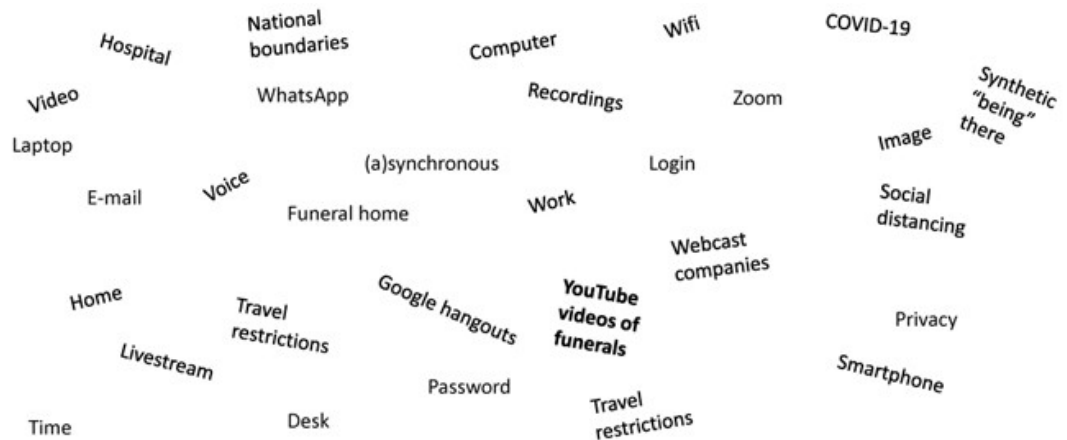 Hospital
National
boundaries
Computer
Wifi
COVID-19
Video
WhatsApp
Recordings
Zoom
Synthetic
“being”
there
Laptop
(a)synchronous
Login
Image
E-mail
Voice
Funeral home
Work
Social
distancing
Webcast
companies
Home
Travel
restrictions
Google hangouts
YouTube
videos of
funerals
Privacy
Livestream
Password
Smartphone
Time
Desk
Travel
restrictions